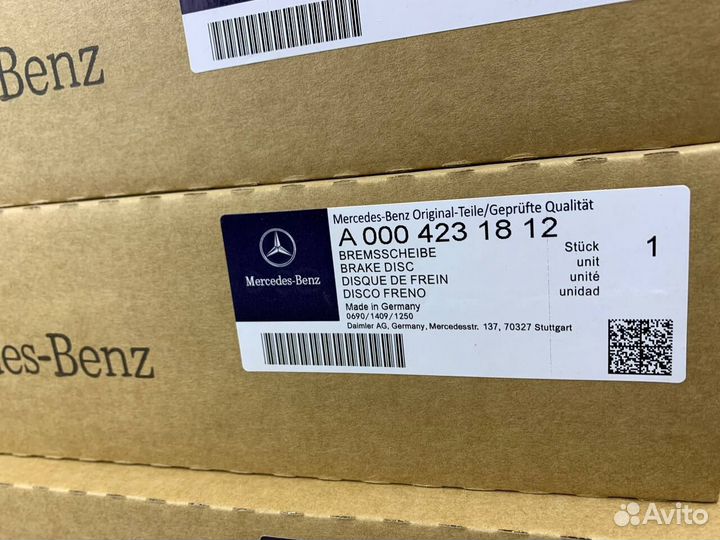 -Benz
Mercedes-Benz Original-Teile/Geprüfte Qualität
A 000 423 18 12
BREMSSCHEIBE
BRAKE DISC
DISQUE DE FREIN
DISCO FRENO
Stück
unit
unité
unidad
1
Made in Germany
0690/1409/1250
Daimler AG, Germany, Mercedesstr. 137, 70327 Stuttgart
Mercedes-Benz
des-Benz
Avito